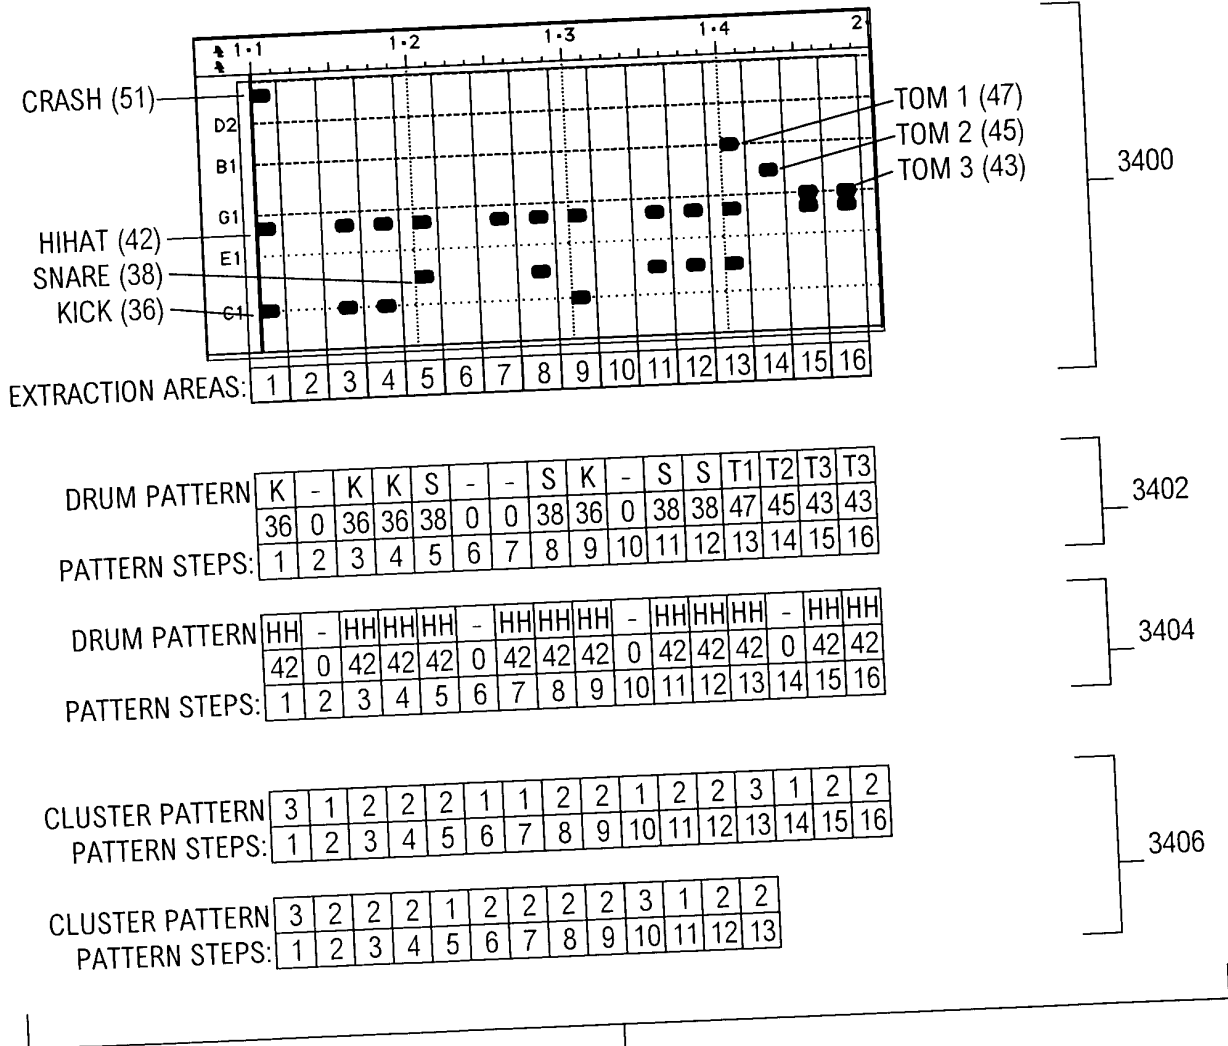 1·1 1·2 1·3 1·4 2
CRASH (51)
D2
B1
G1
E1
C1
TOM 1 (47)
TOM 2 (45)
TOM 3 (43)
3400
HIHAT (42)
SNARE (38)
KICK (36)
EXTRACTION AREAS: 1 2 3 4 5 6 7 8 9 10 11 12 13 14 15 16
DRUM PATTERN K - K K S - - S K - S S T1 T2 T3 T3
36 0 36 36 38 0 0 38 36 0 38 38 47 45 43 43
PATTERN STEPS: 1 2 3 4 5 6 7 8 9 10 11 12 13 14 15 16
3402
DRUM PATTERN HH - HH HH HH - HH HH HH - HH HH HH - HH HH
42 0 42 42 42 0 42 42 42 0 42 42 42 0 42 42
PATTERN STEPS: 1 2 3 4 5 6 7 8 9 10 11 12 13 14 15 16
3404
CLUSTER PATTERN 3 1 2 2 2 1 1 2 2 1 2 2 3 1 2 2
PATTERN STEPS: 1 2 3 4 5 6 7 8 9 10 11 12 13 14 15 16
3406
CLUSTER PATTERN 3 2 2 2 1 2 2 2 2 3 1 2 2
PATTERN STEPS: 1 2 3 4 5 6 7 8 9 10 11 12 13